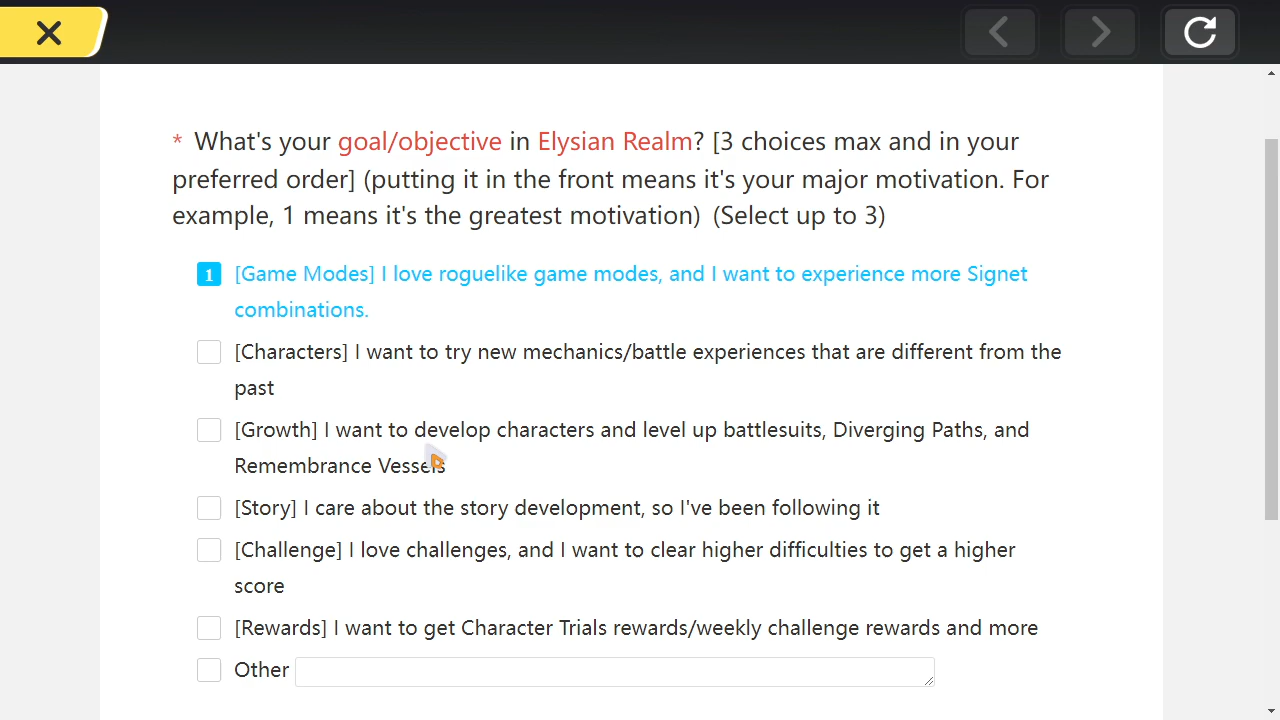 * What's your goal/objective in Elysian Realm? [3 choices max and in your
preferred order] (putting it in the front means it's your major motivation. For
example, 1 means it's the greatest motivation) (Select up to 3)
1 [Game Modes] I love roguelike game modes, and I want to experience more Signet
combinations.
[Characters] I want to try new mechanics/battle experiences that are different from the
past
[Growth] I want to develop characters and level up battlesuits, Diverging Paths, and
Remembrance Vessels
[Story] I care about the story development, so I've been following it
[Challenge] I love challenges, and I want to clear higher difficulties to get a higher
score
[Rewards] I want to get Character Trials rewards/weekly challenge rewards and more
Other